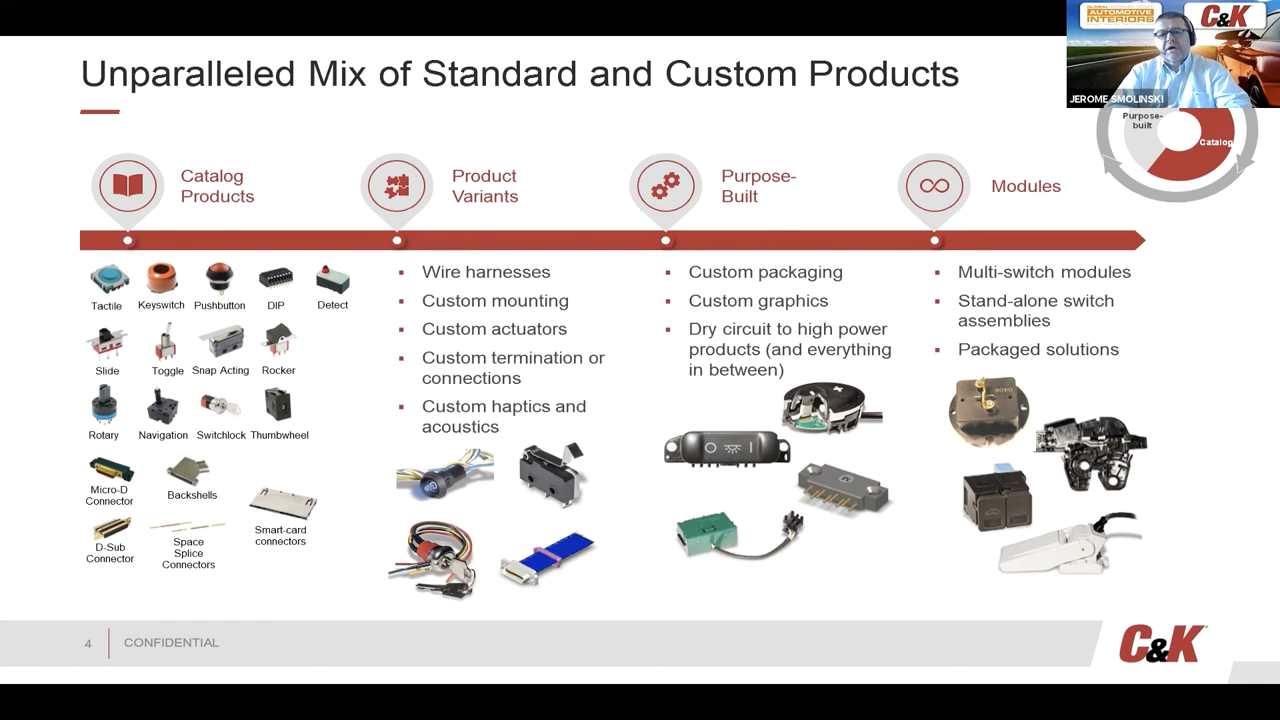 Unparalleled Mix of Standard and Custom Products
AUTOMOTIVE
INTERIORS
C&K
JEROME SMOLINSKI
Purpose-
built
Catalog
Catalog
Products
Product
Variants
Purpose-
Built
Modules
Tactile
Keyswitch
Pushbutton
DIP
Detect
Slide
Toggle
Snap Acting
Rocker
Rotary
Navigation
Switchlock
Thumbwheel
Micro-D
Connector
Backshells
Smart-card
connectors
D-Sub
Connector
Space
Splice
Connectors
▪ Wire harnesses
▪ Custom mounting
▪ Custom actuators
▪ Custom termination or
connections
▪ Custom haptics and
acoustics
▪ Custom packaging
▪ Custom graphics
▪ Dry circuit to high power
products (and everything
in between)
▪ Multi-switch modules
▪ Stand-alone switch
assemblies
▪ Packaged solutions
4
CONFIDENTIAL
C&K